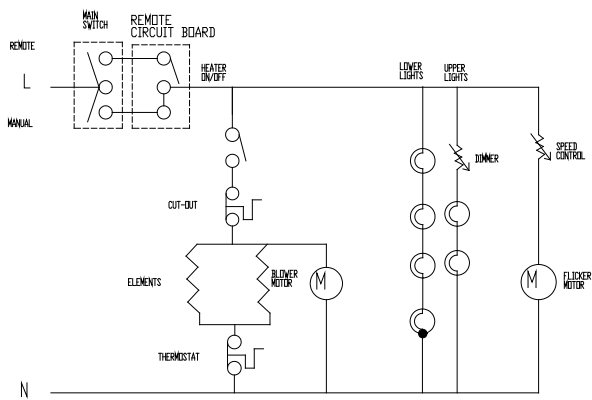 MAIN
SWITCH
REMOTE
CIRCUIT BOARD
REMOTE
L
MANUAL
HEATER
ON/OFF
LOWER
LIGHTS
UPPER
LIGHTS
DIMMER
SPEED
CONTROL
CUT-OUT
ELEMENTS
BLOWER
MOTOR
M
M
FLICKER
MOTOR
THERMOSTAT
N